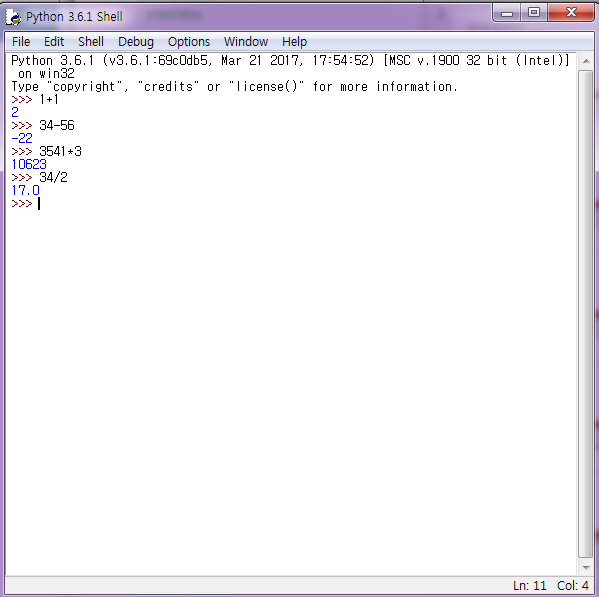 Python 3.6.1 Shell
File Edit Shell Debug Options Window Help
Python 3.6.1 (v3.6.1:69c0db5, Mar 21 2017, 17:54:52) [MSC v.1900 32 bit (Intel)]
on win32
Type "copyright", "credits" or "license()" for more information.
>>> 1+1
2
>>> 34-56
-22
>>> 3541*3
10623
>>> 34/2
17.0
>>>
Ln: 11 Col: 4